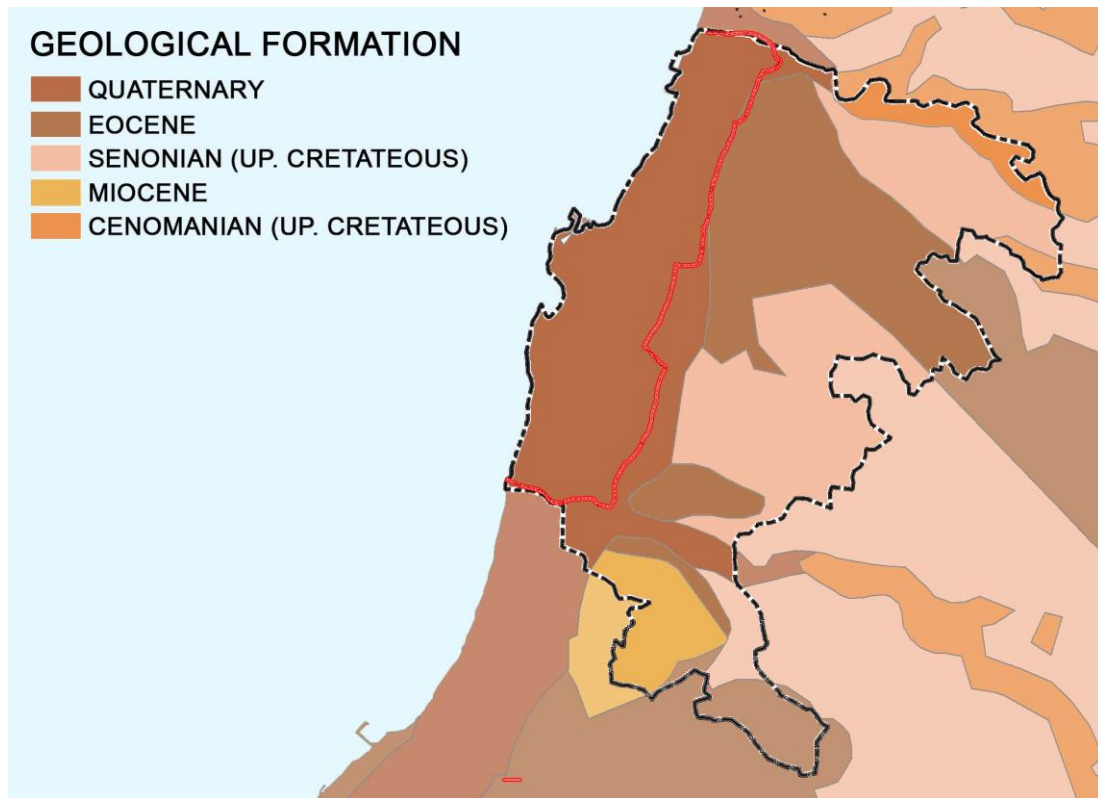 GEOLOGICAL FORMATION
QUATERNARY
EOCENE
SENONIAN (UP. CRETATEOUS)
MIOCENE
CENOMANIAN (UP. CRETATEOUS)